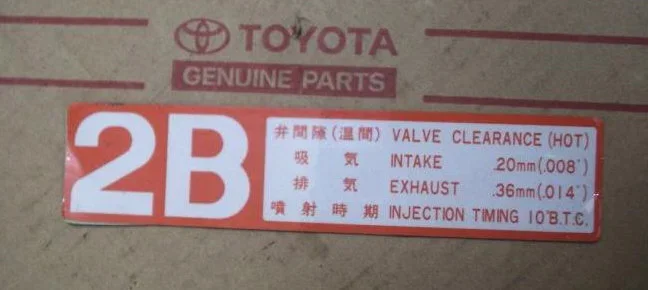 TOYOTA
GENUINE PARTS
2B
弁間隙(温間) VALVE CLEARANCE (HOT)
吸気 INTAKE .20mm(.008")
排気 EXHAUST .36mm(.014")
噴射時期 INJECTION TIMING 10°B.T.C.